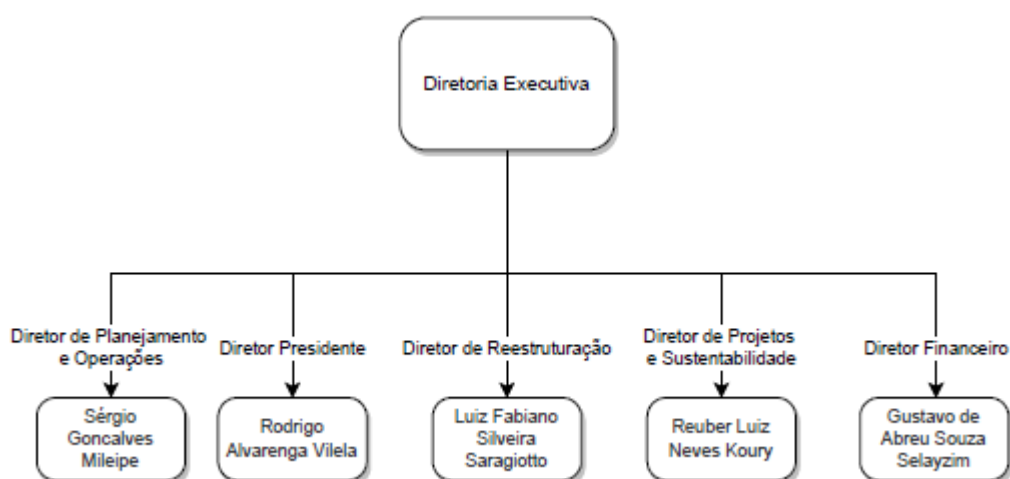 Diretoria Executiva
Diretor de Planejamento
e Operações
Diretor Presidente
Diretor de Reestruturação
Diretor de Projetos
e Sustentabilidade
Diretor Financeiro
Sérgio
Goncalves
Mileipe
Rodrigo
Alvarenga Vilela
Luiz Fabiano
Silveira
Saragiotto
Reuber Luiz
Neves Koury
Gustavo de
Abreu Souza
Selayzim